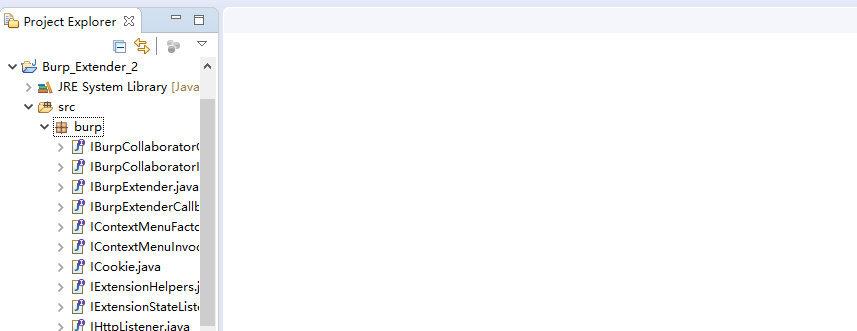 Project Explorer
Burp_Extender_2
JRE System Library [Java
src
burp
IBurpCollaborator
IBurpCollaboratorI
IBurpExtender.java
IBurpExtenderCallb
IContextMenuFacto
IContextMenuInvoc
ICookie.java
IExtensionHelpers.j
IExtensionStateListe
IHttpListener.java